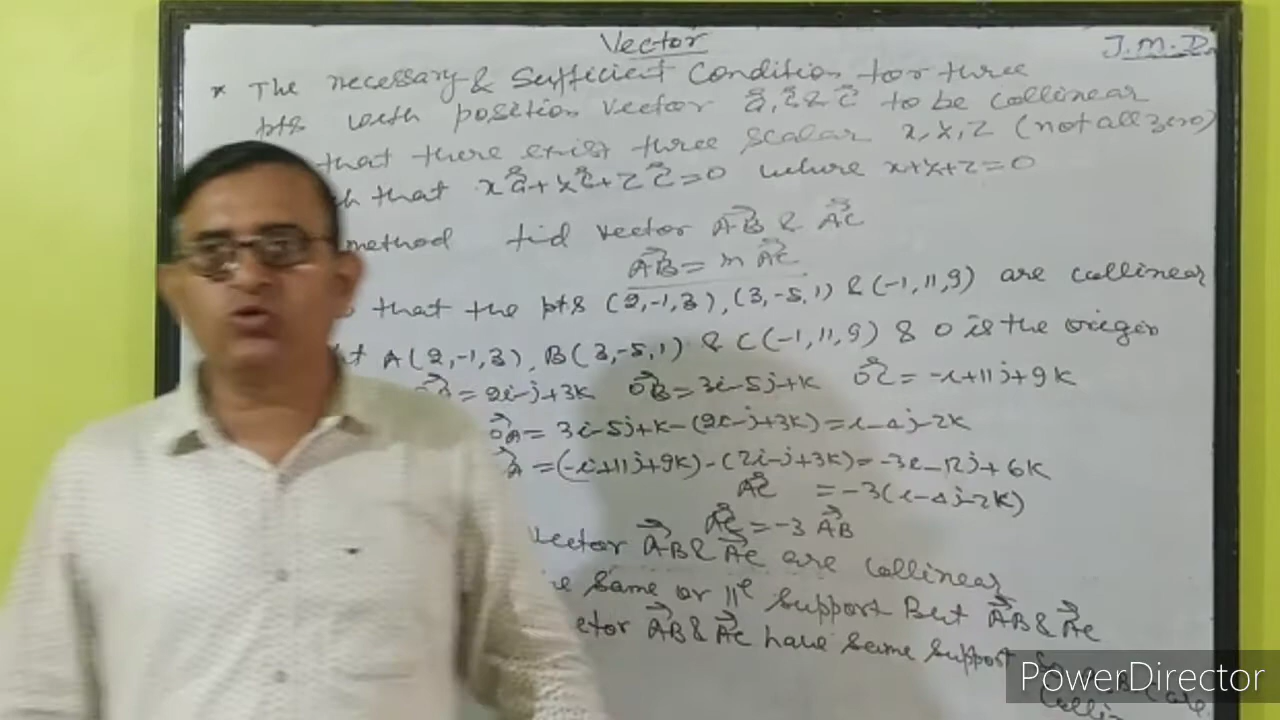 Vector
J.M.D.
* The necessary & Sufficient Condition for three
pts with position vector a⃗, c⃗ & c⃗ to be collinear
that there exist three scalar x, y, z (not all zero)
that x a⃗ + y c⃗ + z c⃗ = 0 where x+y+z=0
method fid vector AB⃗ & AC⃗
AB⃗ = m AC⃗
that the pts (2,-1,3), (3,-5,1) & (-1,11,9) are collinear
A(2,-1,3), B(3,-5,1) & C(-1,11,9) & O is the origin
= 2i-j+3k OB⃗ = 3i-5j+k OC⃗ = -i+11j+9k
OA = 3i-5j+k-(2i-j+3k) = i-4j-2k
A = (-i+11j+9k)-(2i-j+3k) = -3i-12j+6k
AC⃗ = -3(i-4j-2k)
AC⃗ = -3 AB⃗
vector AB⃗ & AC⃗ are collinear
same or ||el support But AB⃗ & AC⃗
AB⃗ & AC⃗ have same support So
are
PowerDirector